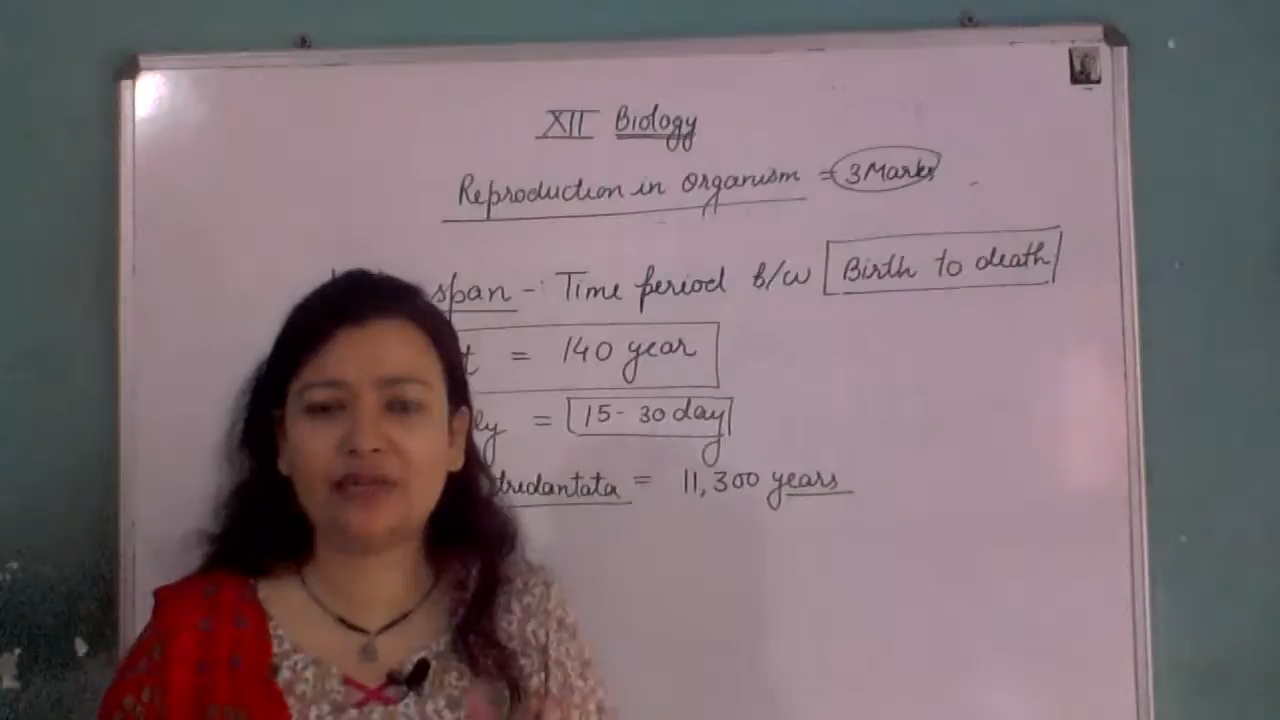 XII Biology
Reproduction in Organism = 3 Marks
span - Time period b/w Birth to death
t = 140 year
ly = 15-30 day
tredantata = 11,300 years